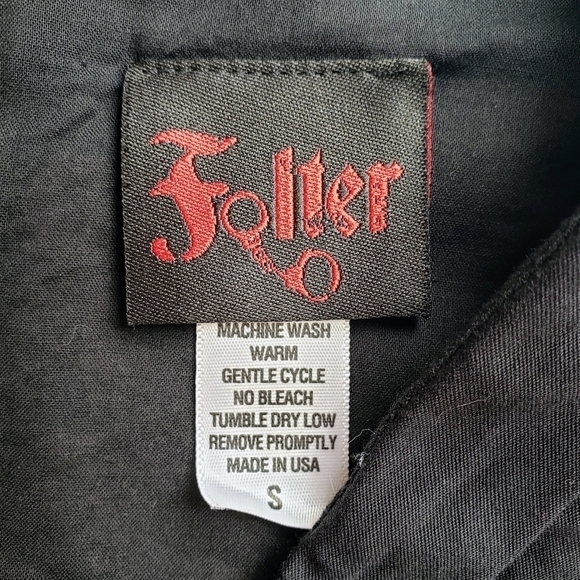 Folter
MACHINE WASH
WARM
GENTLE CYCLE
NO BLEACH
TUMBLE DRY LOW
REMOVE PROMPTLY
MADE IN USA
S